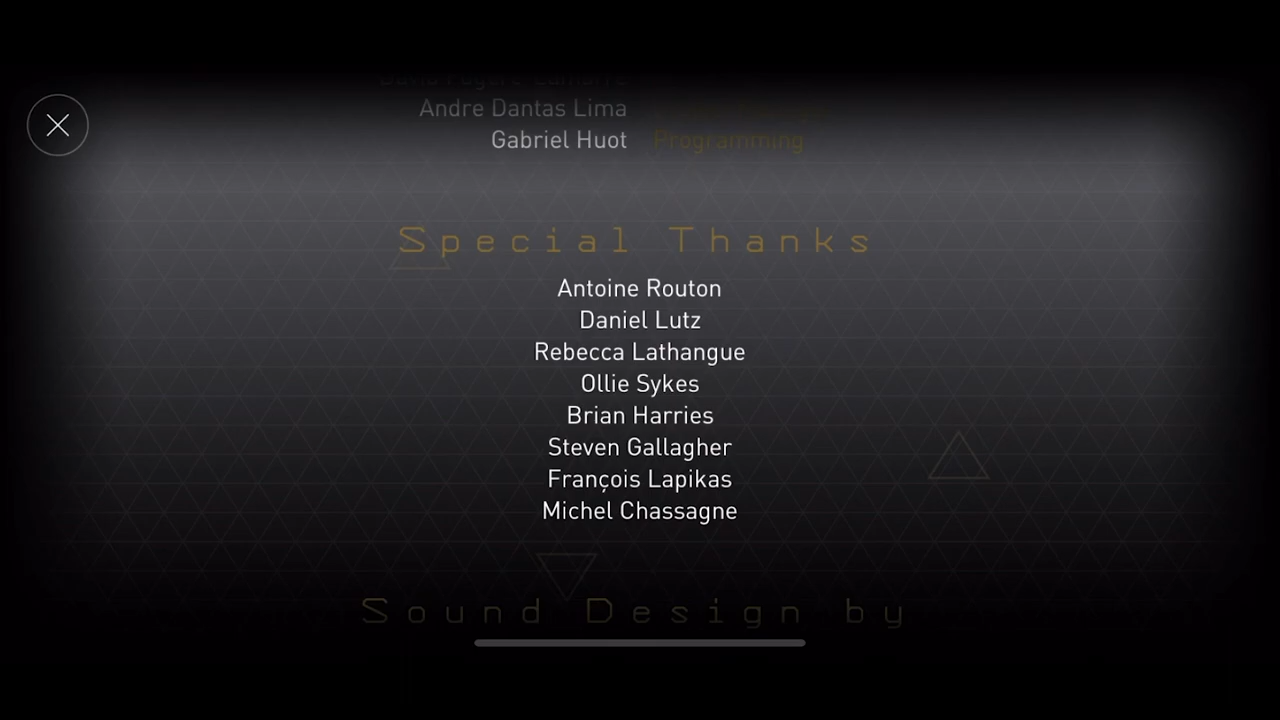 Andre Dantas Lima
Gabriel Huot Programming
Special Thanks
Antoine Routon
Daniel Lutz
Rebecca Lathangue
Ollie Sykes
Brian Harries
Steven Gallagher
François Lapikas
Michel Chassagne
Sound Design by